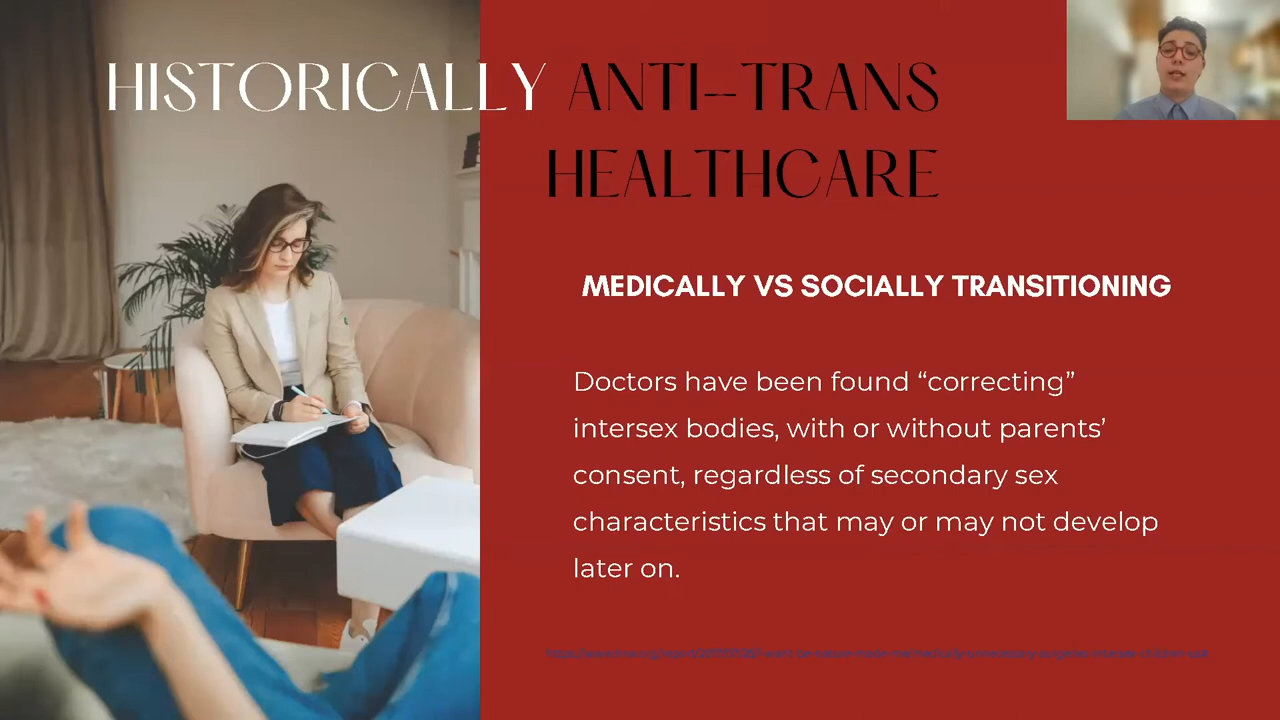 HISTORICALLY ANTI--TRANS
HEALTHCARE
MEDICALLY VS SOCIALLY TRANSITIONING
Doctors have been found “correcting”
intersex bodies, with or without parents’
consent, regardless of secondary sex
characteristics that may or may not develop
later on.